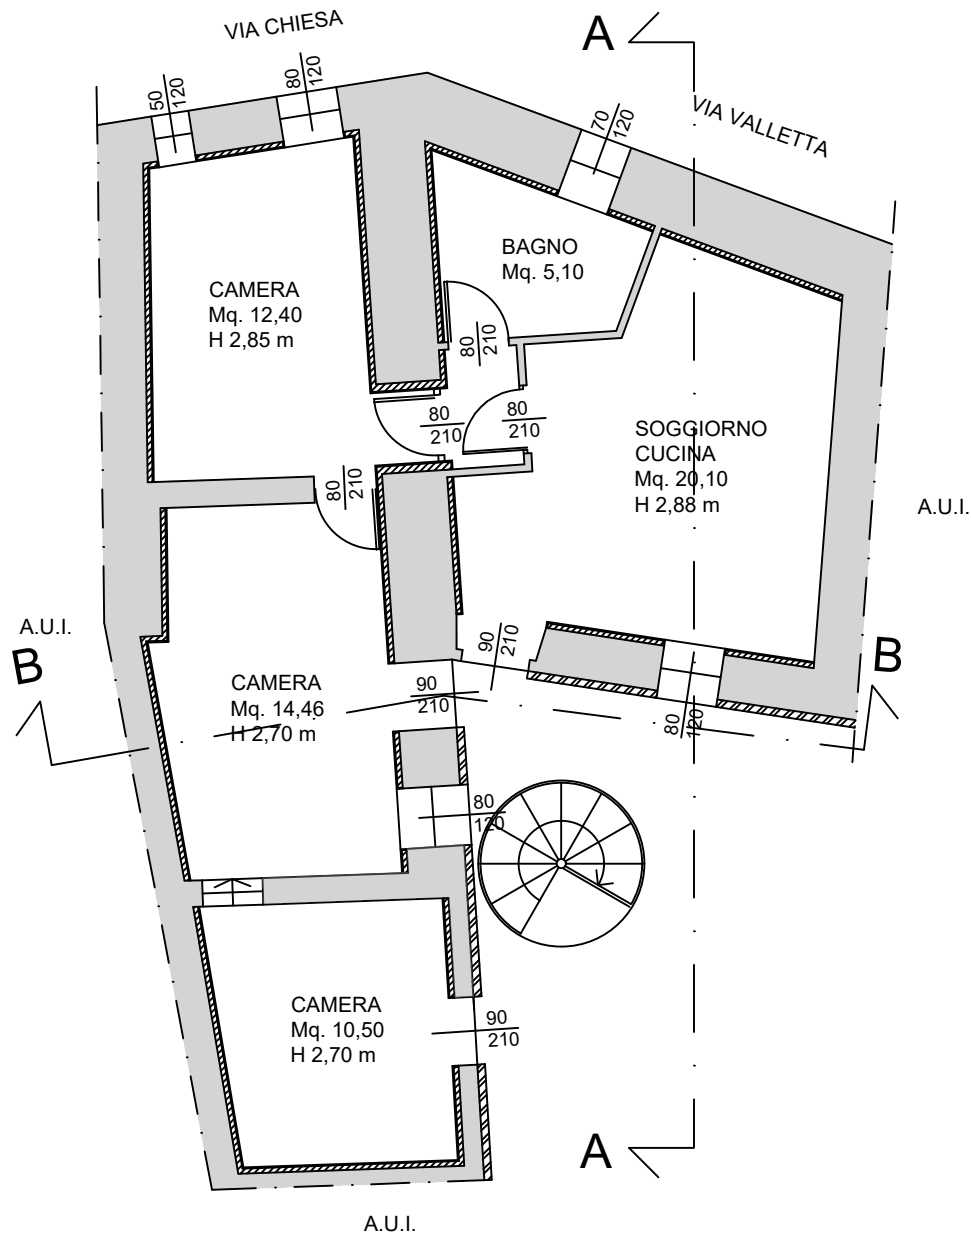 VIA CHIESA
A
VIA VALLETTA
50
120
80
120
70
120
BAGNO
Mq. 5,10
CAMERA
Mq. 12,40
H 2,85 m
80
210
80
210
80
210
SOGGIORNO
CUCINA
Mq. 20,10
H 2,88 m
80
210
A.U.I.
A.U.I.
B
90
210
B
CAMERA
Mq. 14,46
H 2,70 m
90
210
80
120
80
120
CAMERA
Mq. 10,50
H 2,70 m
90
210
A
A.U.I.